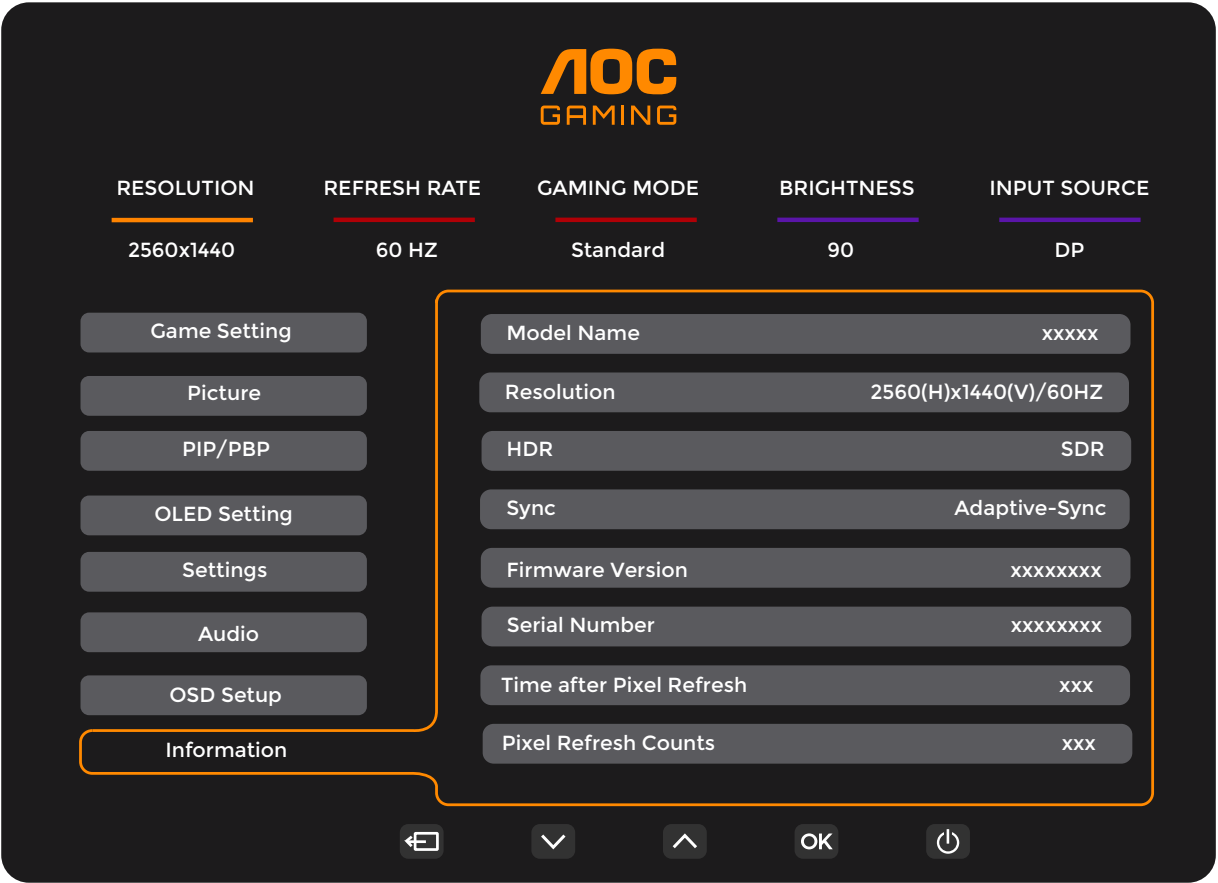 AOC
GAMING
RESOLUTION REFRESH RATE GAMING MODE BRIGHTNESS INPUT SOURCE
2560x1440 60 HZ Standard 90 DP
Game Setting
Picture
PIP/PBP
OLED Setting
Settings
Audio
OSD Setup
Information
Model Name xxxxx
Resolution 2560(H)x1440(V)/60HZ
HDR SDR
Sync Adaptive-Sync
Firmware Version xxxxxxxx
Serial Number xxxxxxxx
Time after Pixel Refresh xxx
Pixel Refresh Counts xxx
OK